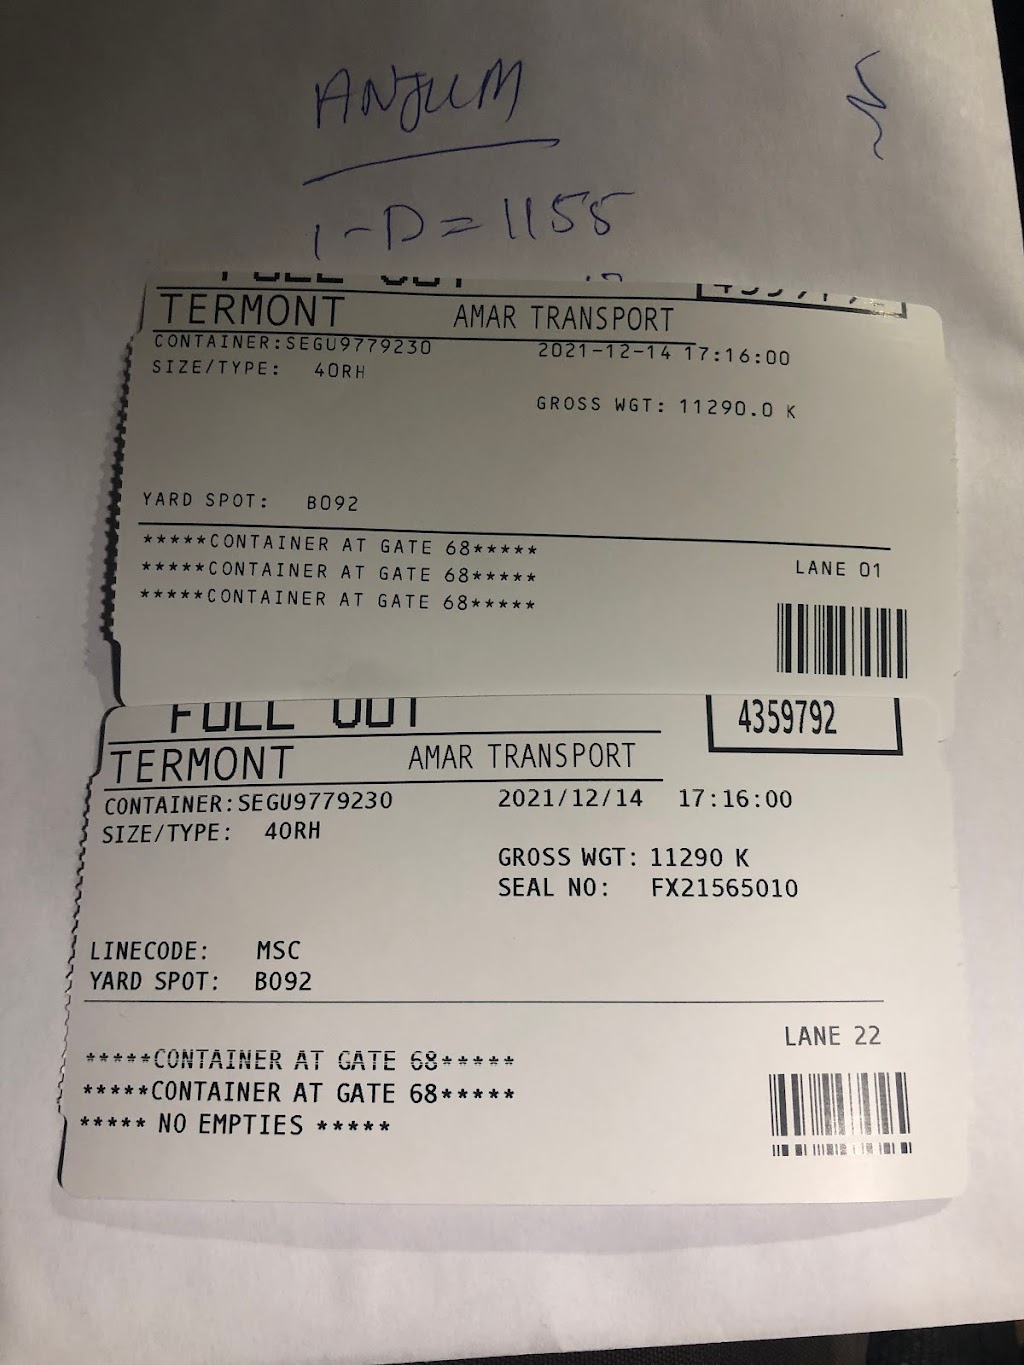 ANJUM
I-D=1155
FULL OUT 4359792
TERMONT AMAR TRANSPORT
CONTAINER:SEGU9779230 2021-12-14 17:16:00
SIZE/TYPE: 40RH
GROSS WGT: 11290.0 K
YARD SPOT: B092
*****CONTAINER AT GATE 68*****
*****CONTAINER AT GATE 68*****
LANE 01
*****CONTAINER AT GATE 68*****
FULL OUT 4359792
TERMONT AMAR TRANSPORT
CONTAINER:SEGU9779230 2021/12/14 17:16:00
SIZE/TYPE: 40RH
GROSS WGT: 11290 K
SEAL NO: FX21565010
LINECODE: MSC
YARD SPOT: B092
LANE 22
*****CONTAINER AT GATE 68*****
*****CONTAINER AT GATE 68*****
***** NO EMPTIES *****